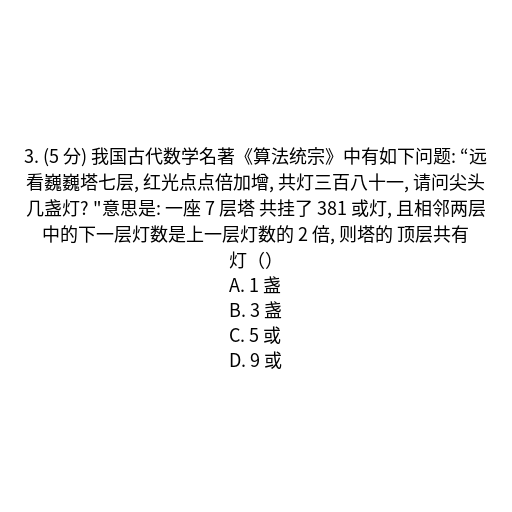 3. (5 分) 我国古代数学名著《算法统宗》中有如下问题: “远
看巍巍塔七层, 红光点点倍加增, 共灯三百八十一, 请问尖头
几盏灯? "意思是: 一座 7 层塔 共挂了 381 或灯, 且相邻两层
中的下一层灯数是上一层灯数的 2 倍, 则塔的 顶层共有
灯（）
A. 1 盏
B. 3 盏
C. 5 或
D. 9 或